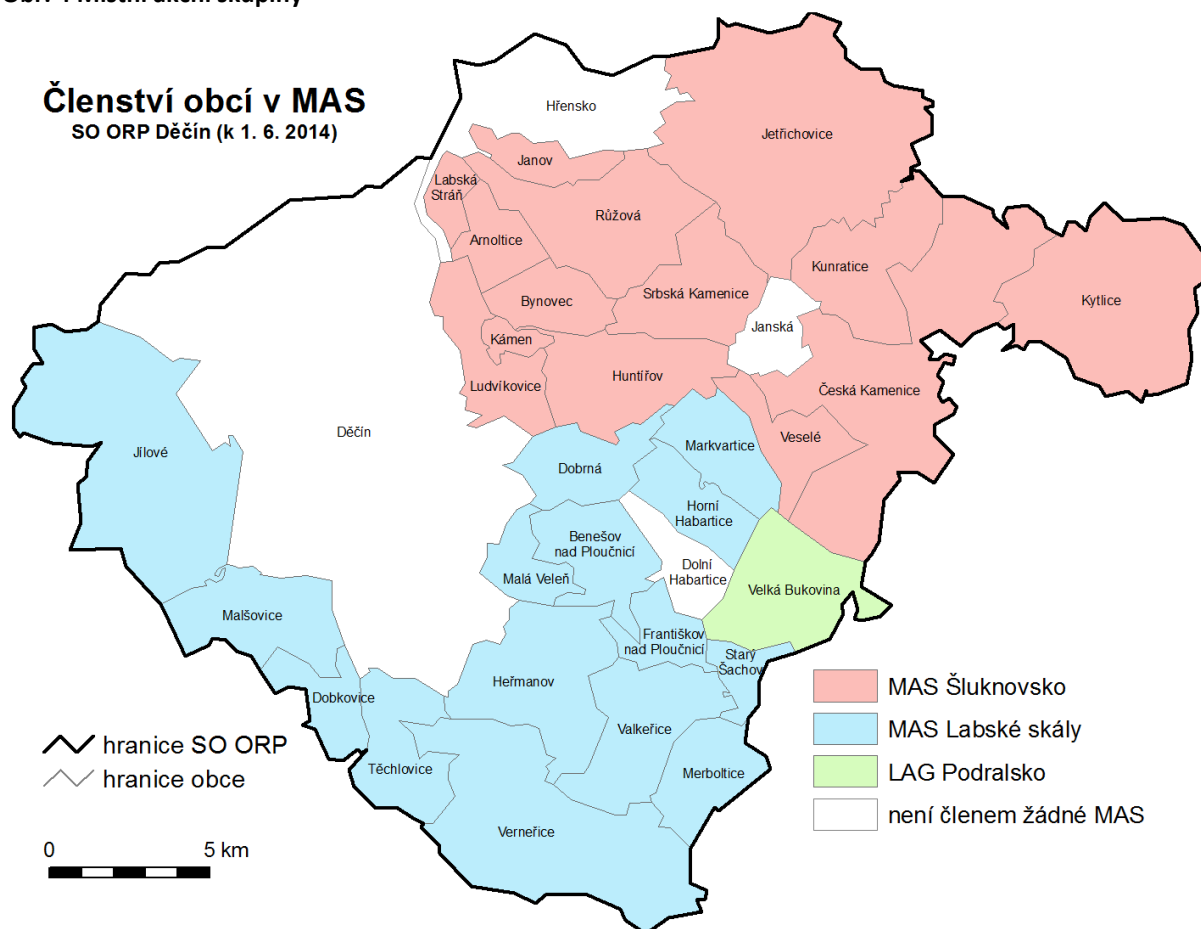 Členství obcí v MAS
SO ORP Děčín (k 1. 6. 2014)
Hřensko
Jetřichovice
Janov
Labská
Stráň
Růžová
Arnoltice
Kunratice
Bynovec
Srbská Kamenice
Kytlice
Janská
Kámen
Ludvíkovice
Huntířov
Česká Kamenice
Děčín
Veselé
Markvartice
Jílové
Dobrná
Horní
Habartice
Benešov
nad Ploučnicí
Dolní
Habartice
Malá Veleň
Velká Bukovina
Malšovice
Františkov
nad Ploučnicí
Starý
Šachov
Heřmanov
Dobkovice
Valkeřice
Těchlovice
Merboltice
Verneřice
hranice SO ORP
hranice obce
0 5 km
MAS Šluknovsko
MAS Labské skály
LAG Podralsko
není členem žádné MAS